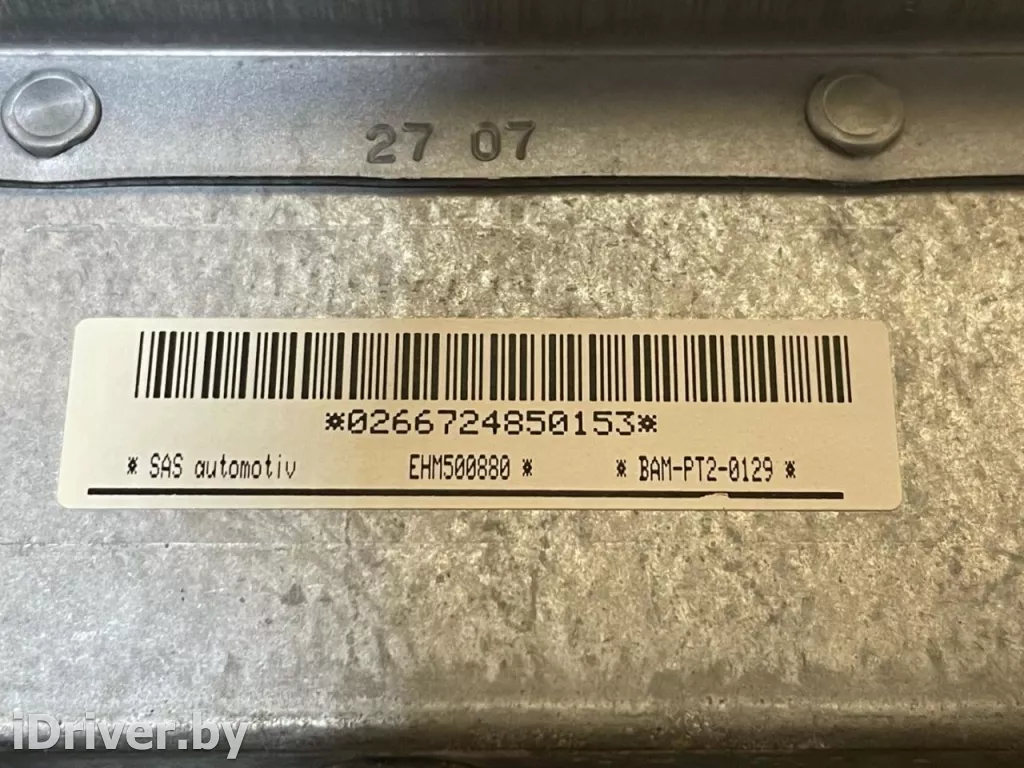 27 07
*0266724850153*
* SAS automotiv EHM500880 * * BAM-PT2-0129 *
iDriver.by